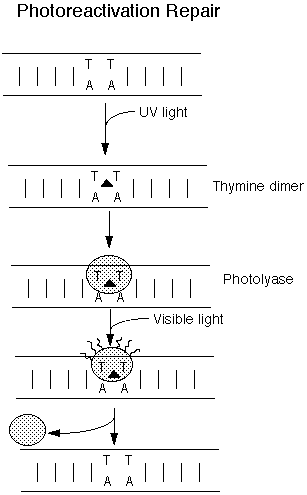 Photoreactivation Repair
T T
A A
UV light
T T
A A
Thymine dimer
T T
A A
Photolyase
Visible light
T T
A A
T T
A A